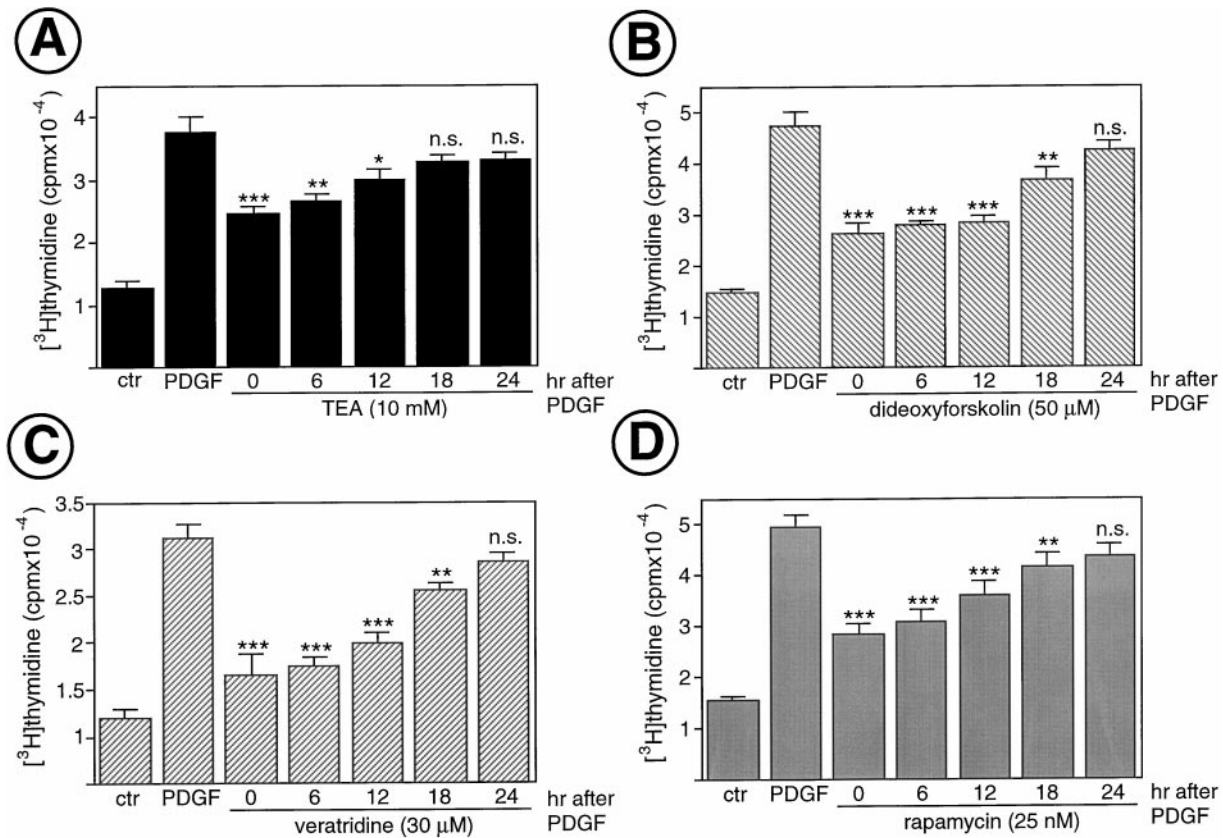 A
[³H]thymidine (cpmx10⁻⁴)
4
3
2
1
***
**
*
n.s.
n.s.
ctr PDGF 0 6 12 18 24 hr after PDGF
TEA (10 mM)
B
[³H]thymidine (cpmx10⁻⁴)
5
4
3
2
1
***
***
***
**
n.s.
ctr PDGF 0 6 12 18 24 hr after PDGF
dideoxyforskolin (50 µM)
C
[³H]thymidine (cpmx10⁻⁴)
3.5
3
2.5
2
1.5
1
***
***
***
**
n.s.
ctr PDGF 0 6 12 18 24 hr after PDGF
veratridine (30 µM)
D
[³H]thymidine (cpmx10⁻⁴)
5
4
3
2
1
***
***
***
**
n.s.
ctr PDGF 0 6 12 18 24 hr after PDGF
rapamycin (25 nM)